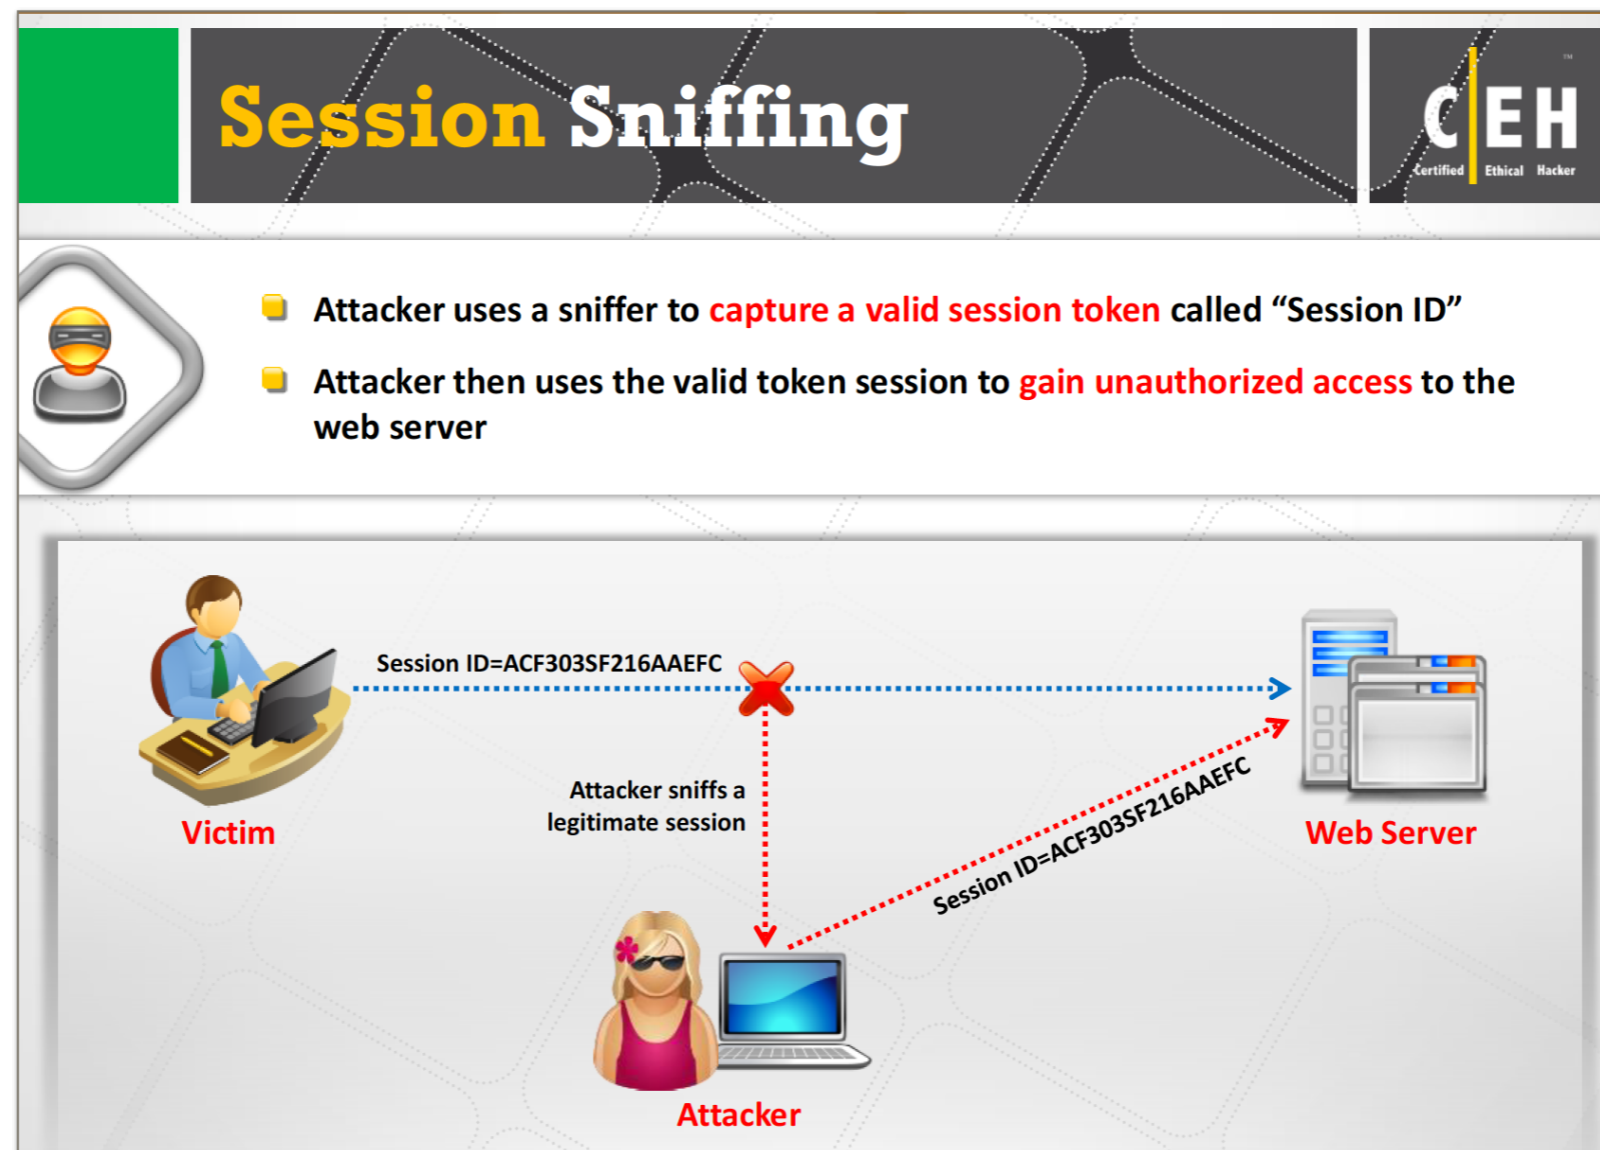 Session Sniffing
C EH
TM
Certified Ethical Hacker
Attacker uses a sniffer to capture a valid session token called “Session ID”
Attacker then uses the valid token session to gain unauthorized access to the
web server
Session ID=ACF303SF216AAEFC
Attacker sniffs a
legitimate session
Session ID=ACF303SF216AAEFC
Victim
Web Server
Attacker